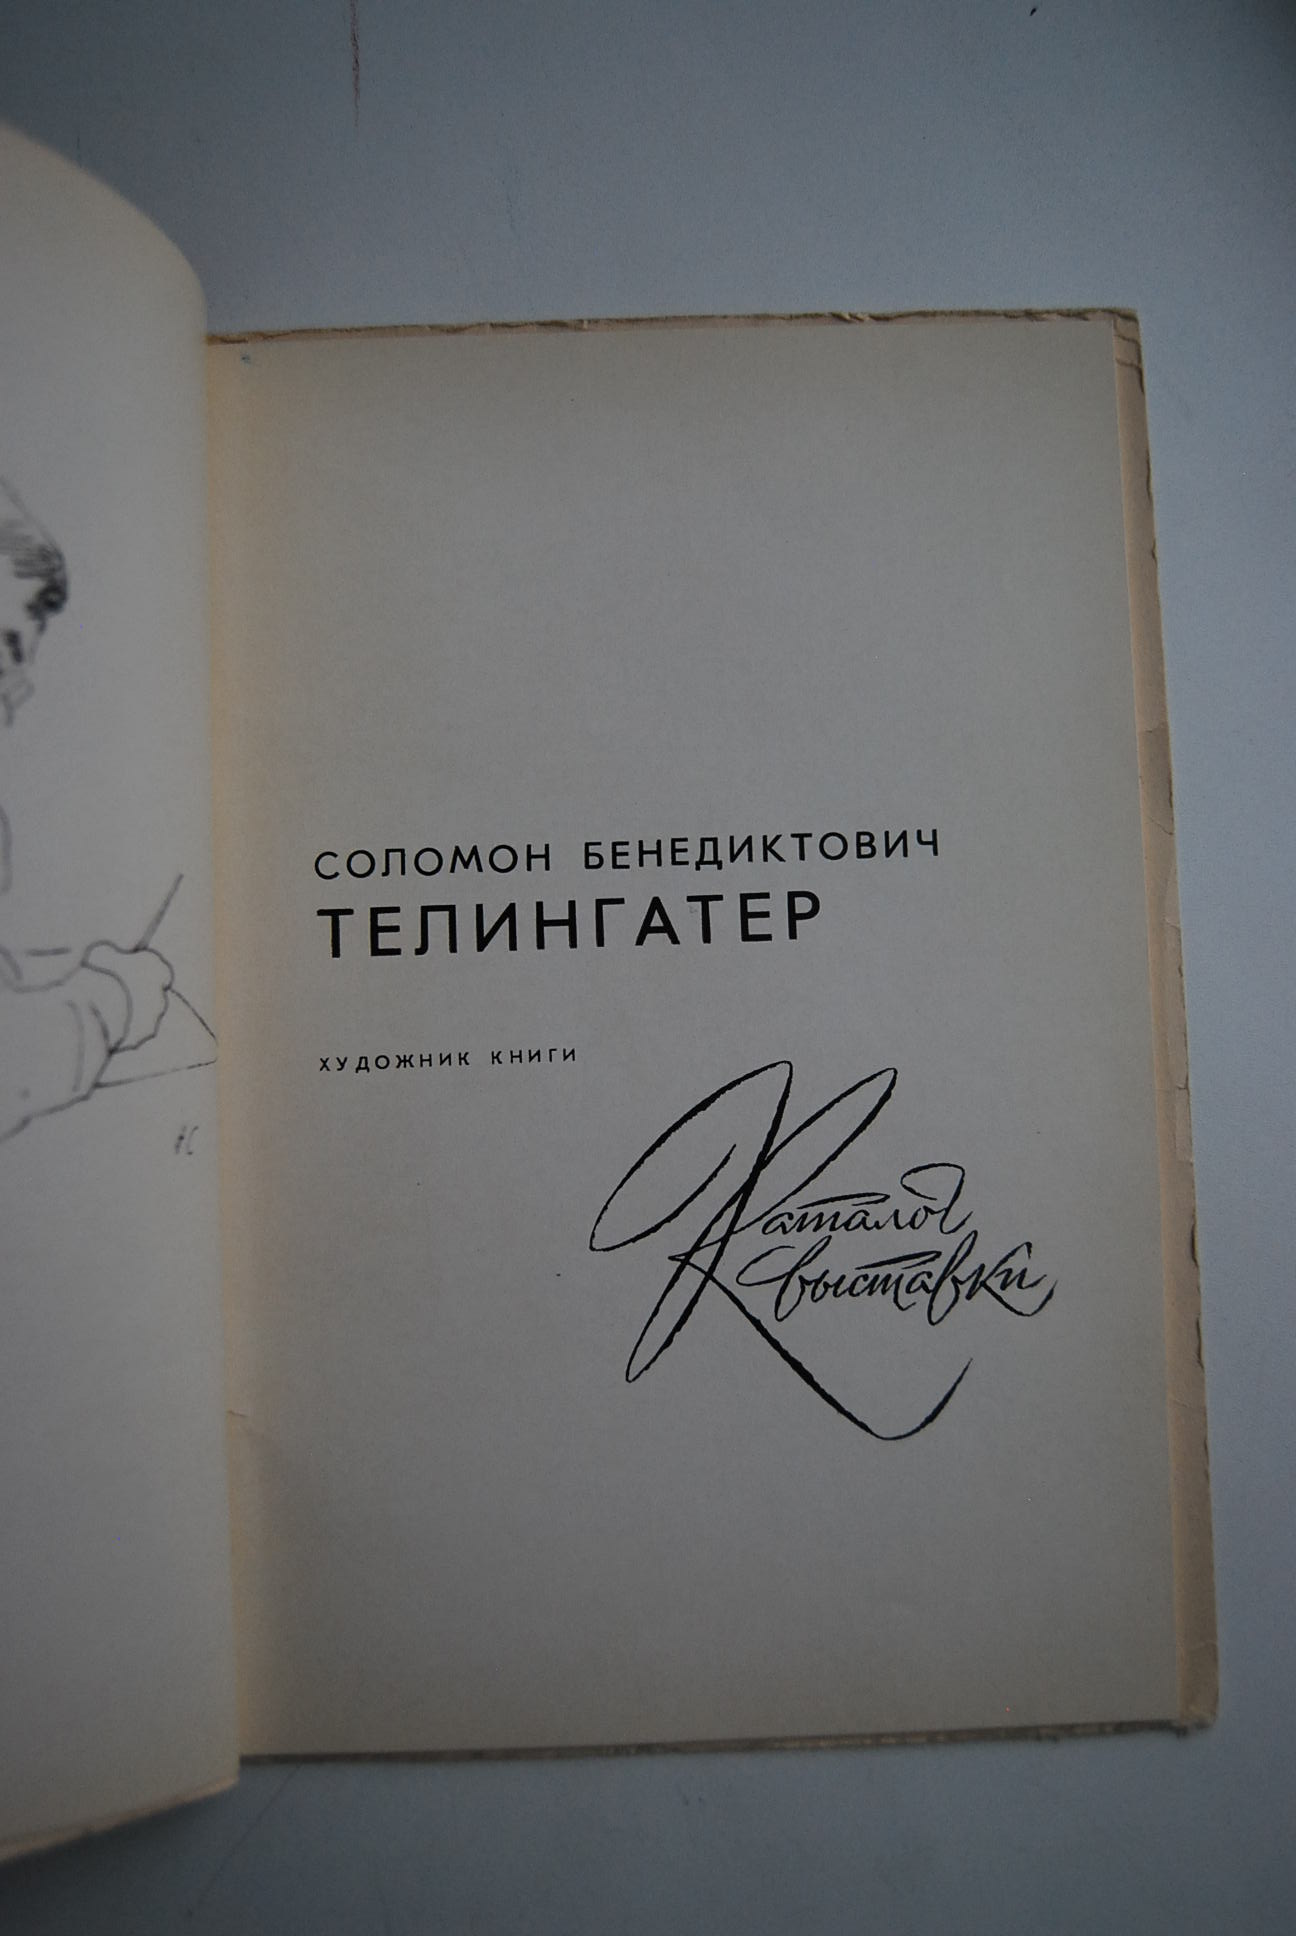 СОЛОМОН БЕНЕДИКТОВИЧ
ТЕЛИНГАТЕР
ХУДОЖНИК КНИГИ
Каталог
выставки